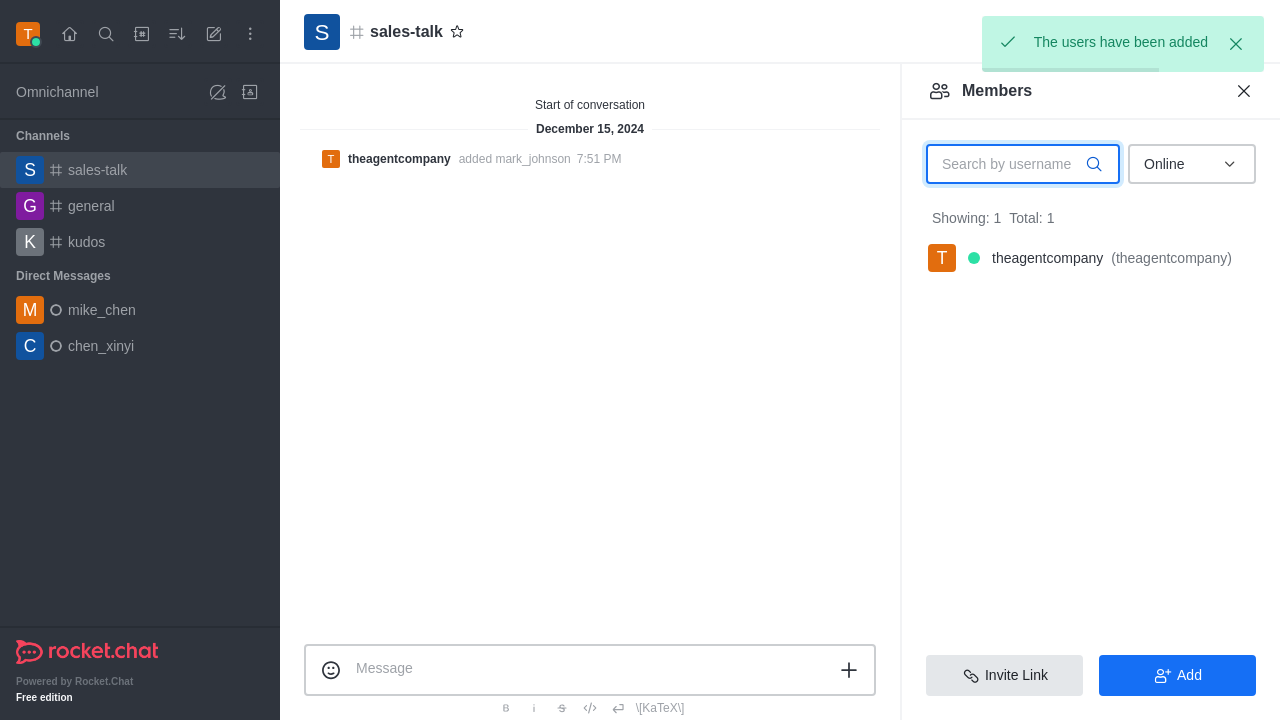 T
Omnichannel
Channels
S sales-talk
G general
K kudos
Direct Messages
M mike_chen
C chen_xinyi
rocket.chat
Powered by Rocket.Chat
Free edition
S sales-talk
Start of conversation
December 15, 2024
T theagentcompany added mark_johnson 7:51 PM
Message
B i S \[KaTeX\]
The users have been added
Members
Search by username Online
Showing: 1 Total: 1
T theagentcompany (theagentcompany)
Invite Link Add